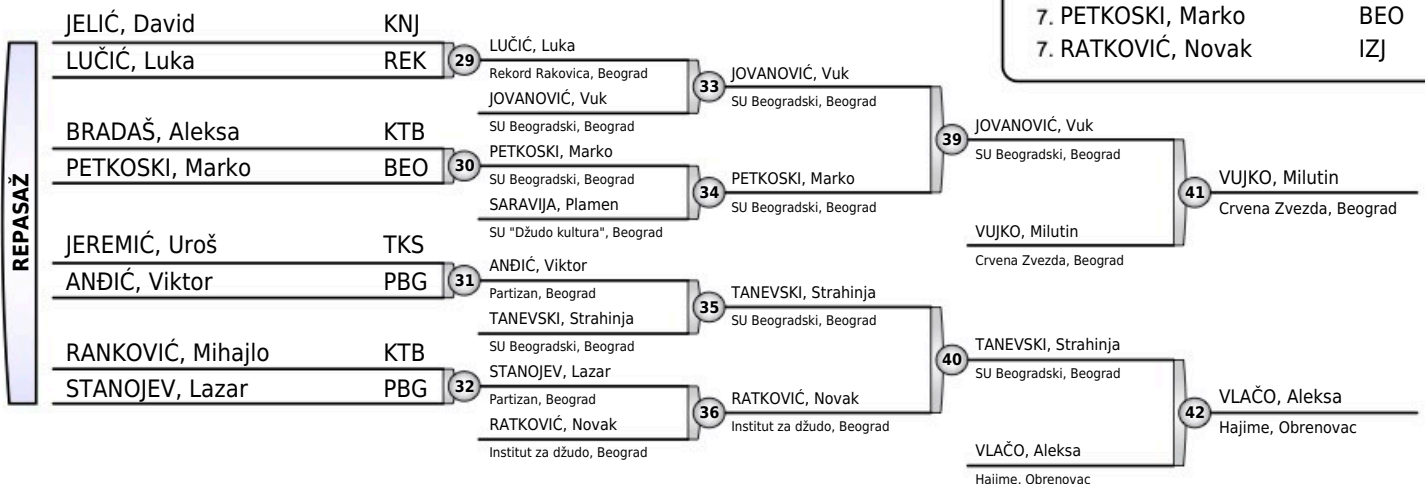 7. PETKOSKI, Marko BEO
7. RATKOVIĆ, Novak IZJ
REPASAŽ
JELIĆ, David KNJ
LUČIĆ, Luka REK
29
BRADAŠ, Aleksa KTB
PETKOSKI, Marko BEO
30
JEREMIĆ, Uroš TKS
ANĐIĆ, Viktor PBG
31
RANKOVIĆ, Mihajlo KTB
STANOJEV, Lazar PBG
32
LUČIĆ, Luka
Rekord Rakovica, Beograd
JOVANOVIĆ, Vuk
SU Beogradski, Beograd
33
PETKOSKI, Marko
SU Beogradski, Beograd
SARAVIJA, Plamen
SU "Džudo kultura", Beograd
34
ANĐIĆ, Viktor
Partizan, Beograd
TANEVSKI, Strahinja
SU Beogradski, Beograd
35
STANOJEV, Lazar
Partizan, Beograd
RATKOVIĆ, Novak
Institut za džudo, Beograd
36
JOVANOVIĆ, Vuk
SU Beogradski, Beograd
PETKOSKI, Marko
SU Beogradski, Beograd
39
TANEVSKI, Strahinja
SU Beogradski, Beograd
RATKOVIĆ, Novak
Institut za džudo, Beograd
40
JOVANOVIĆ, Vuk
SU Beogradski, Beograd
VUJKO, Milutin
Crvena Zvezda, Beograd
41
TANEVSKI, Strahinja
SU Beogradski, Beograd
VLAČO, Aleksa
Hajime, Obrenovac
42
VUJKO, Milutin
Crvena Zvezda, Beograd
VLAČO, Aleksa
Hajime, Obrenovac